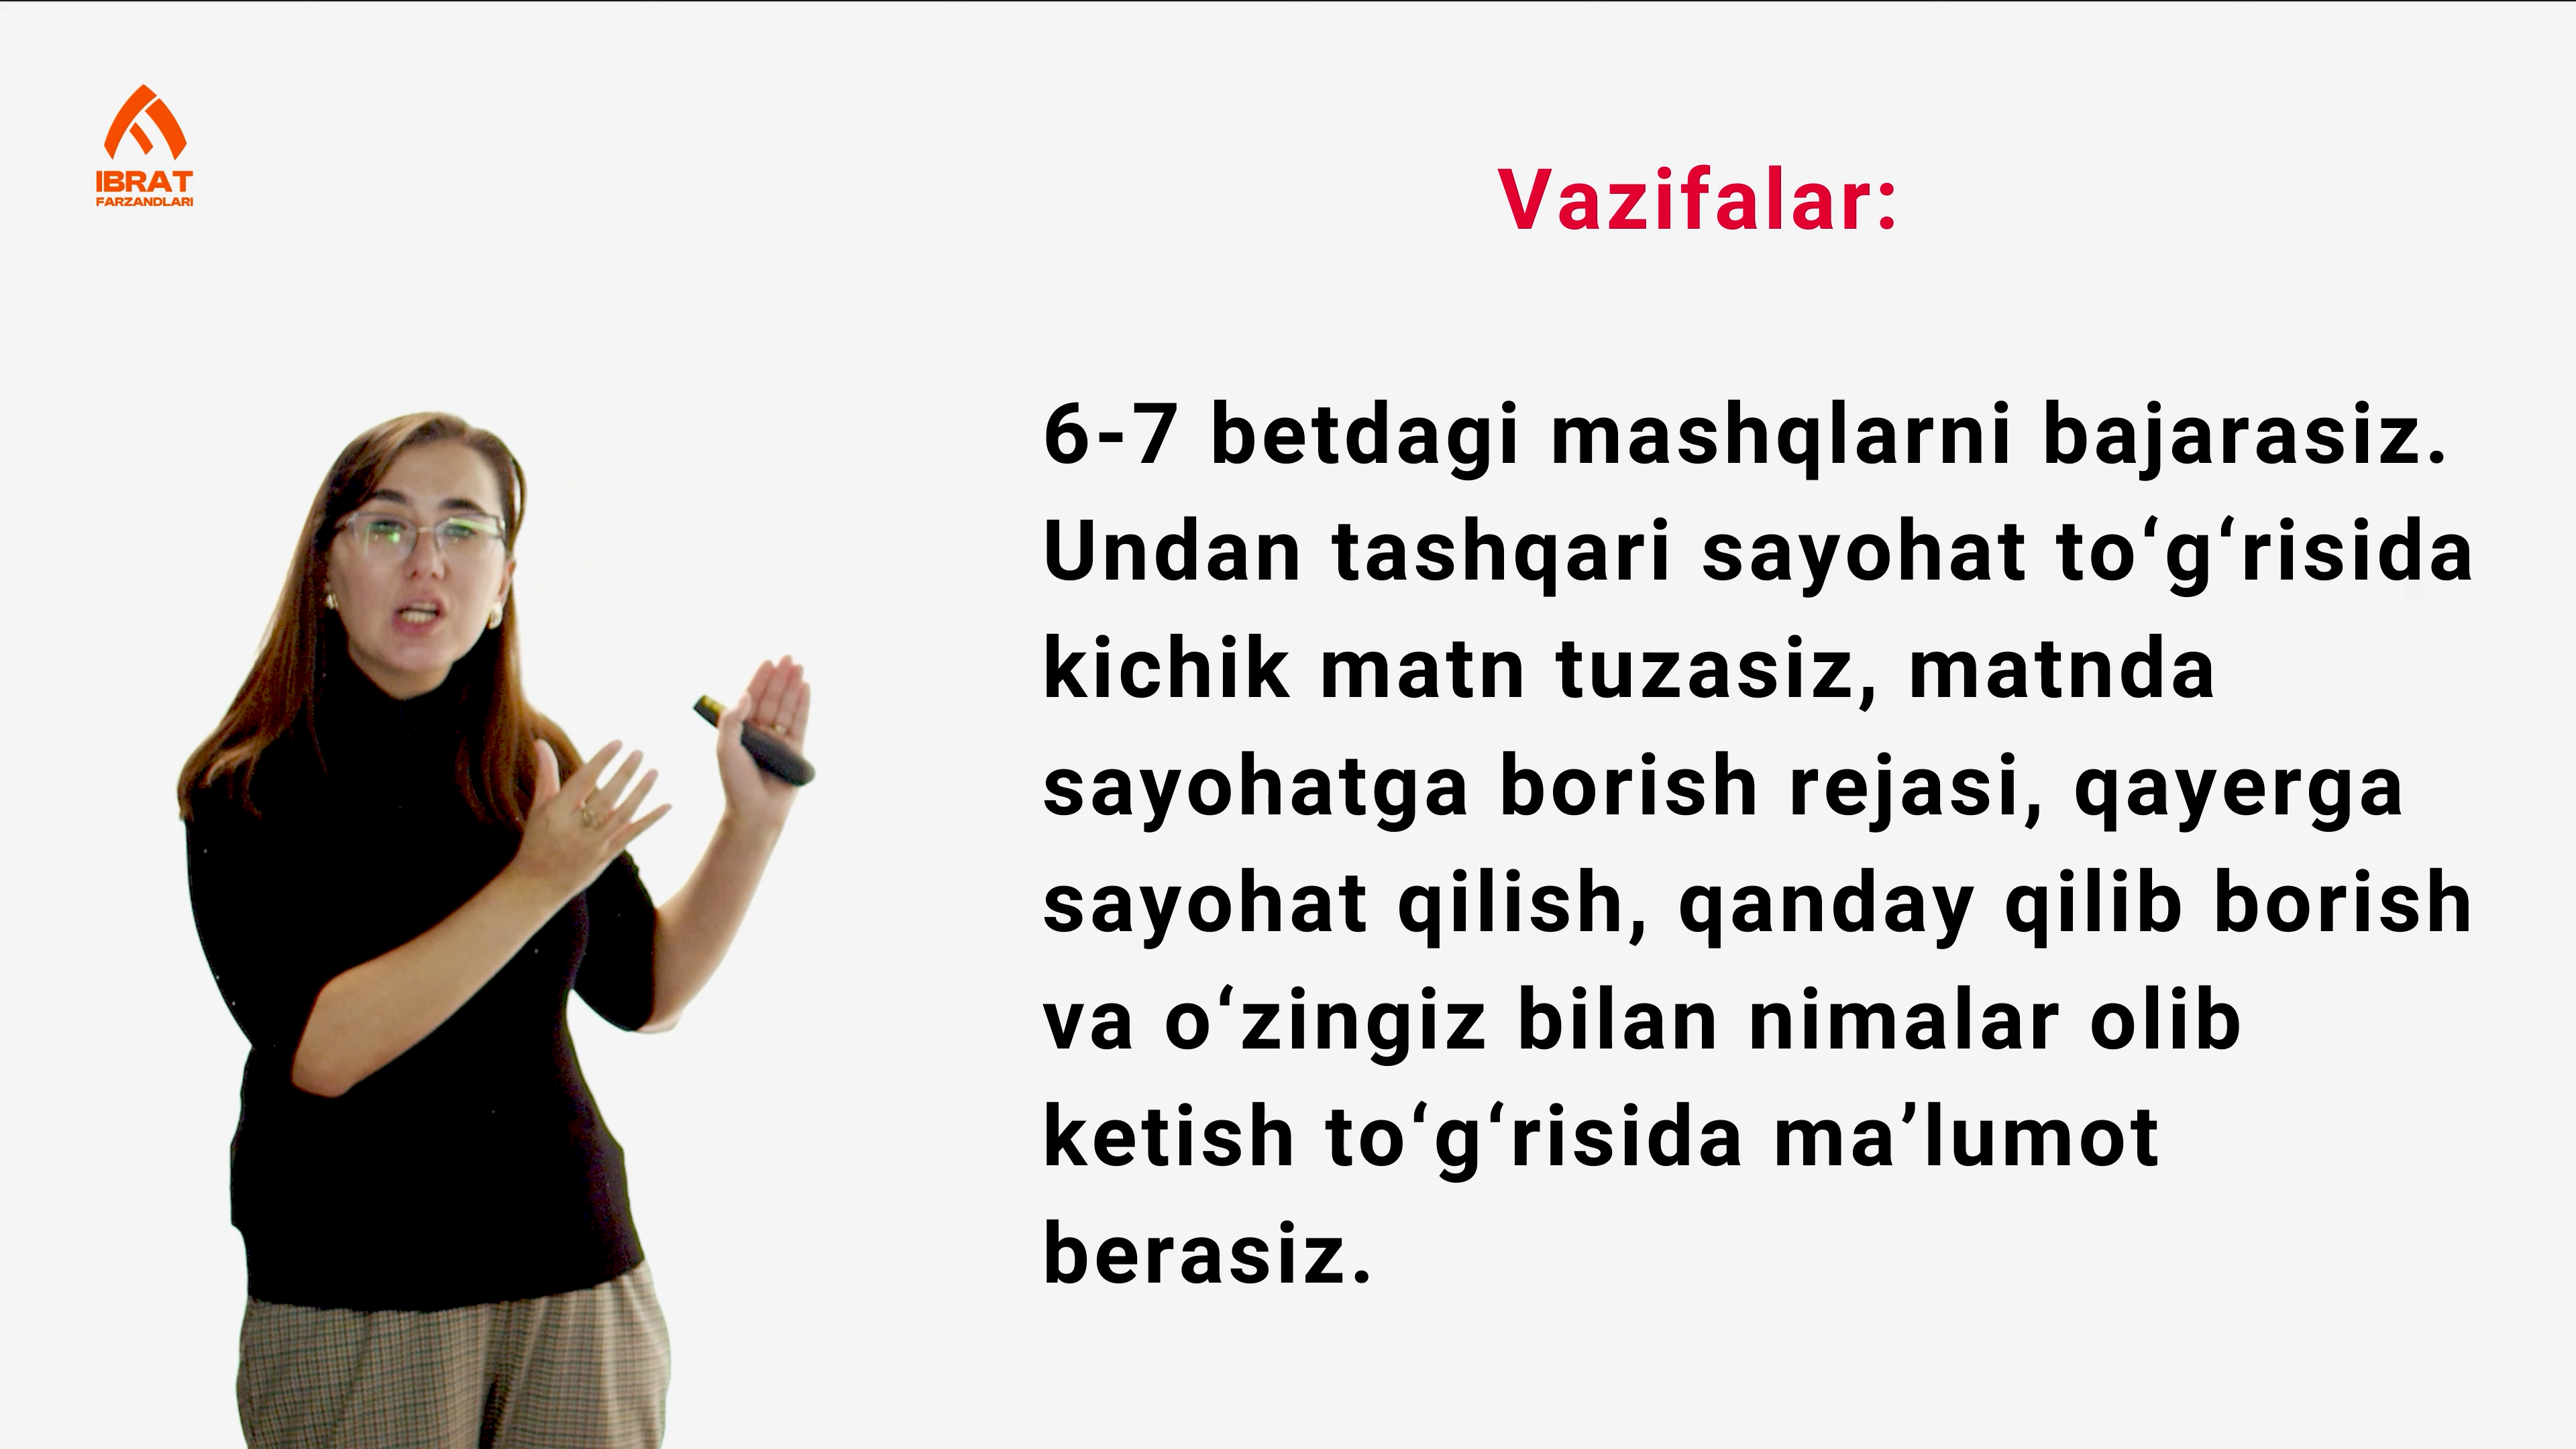 IBRAT
FARZANDLARI
Vazifalar:
6-7 betdagi mashqlarni bajarasiz.
Undan tashqari sayohat to‘g‘risida
kichik matn tuzasiz, matnda
sayohatga borish rejasi, qayerga
sayohat qilish, qanday qilib borish
va o‘zingiz bilan nimalar olib
ketish to‘g‘risida ma’lumot
berasiz.